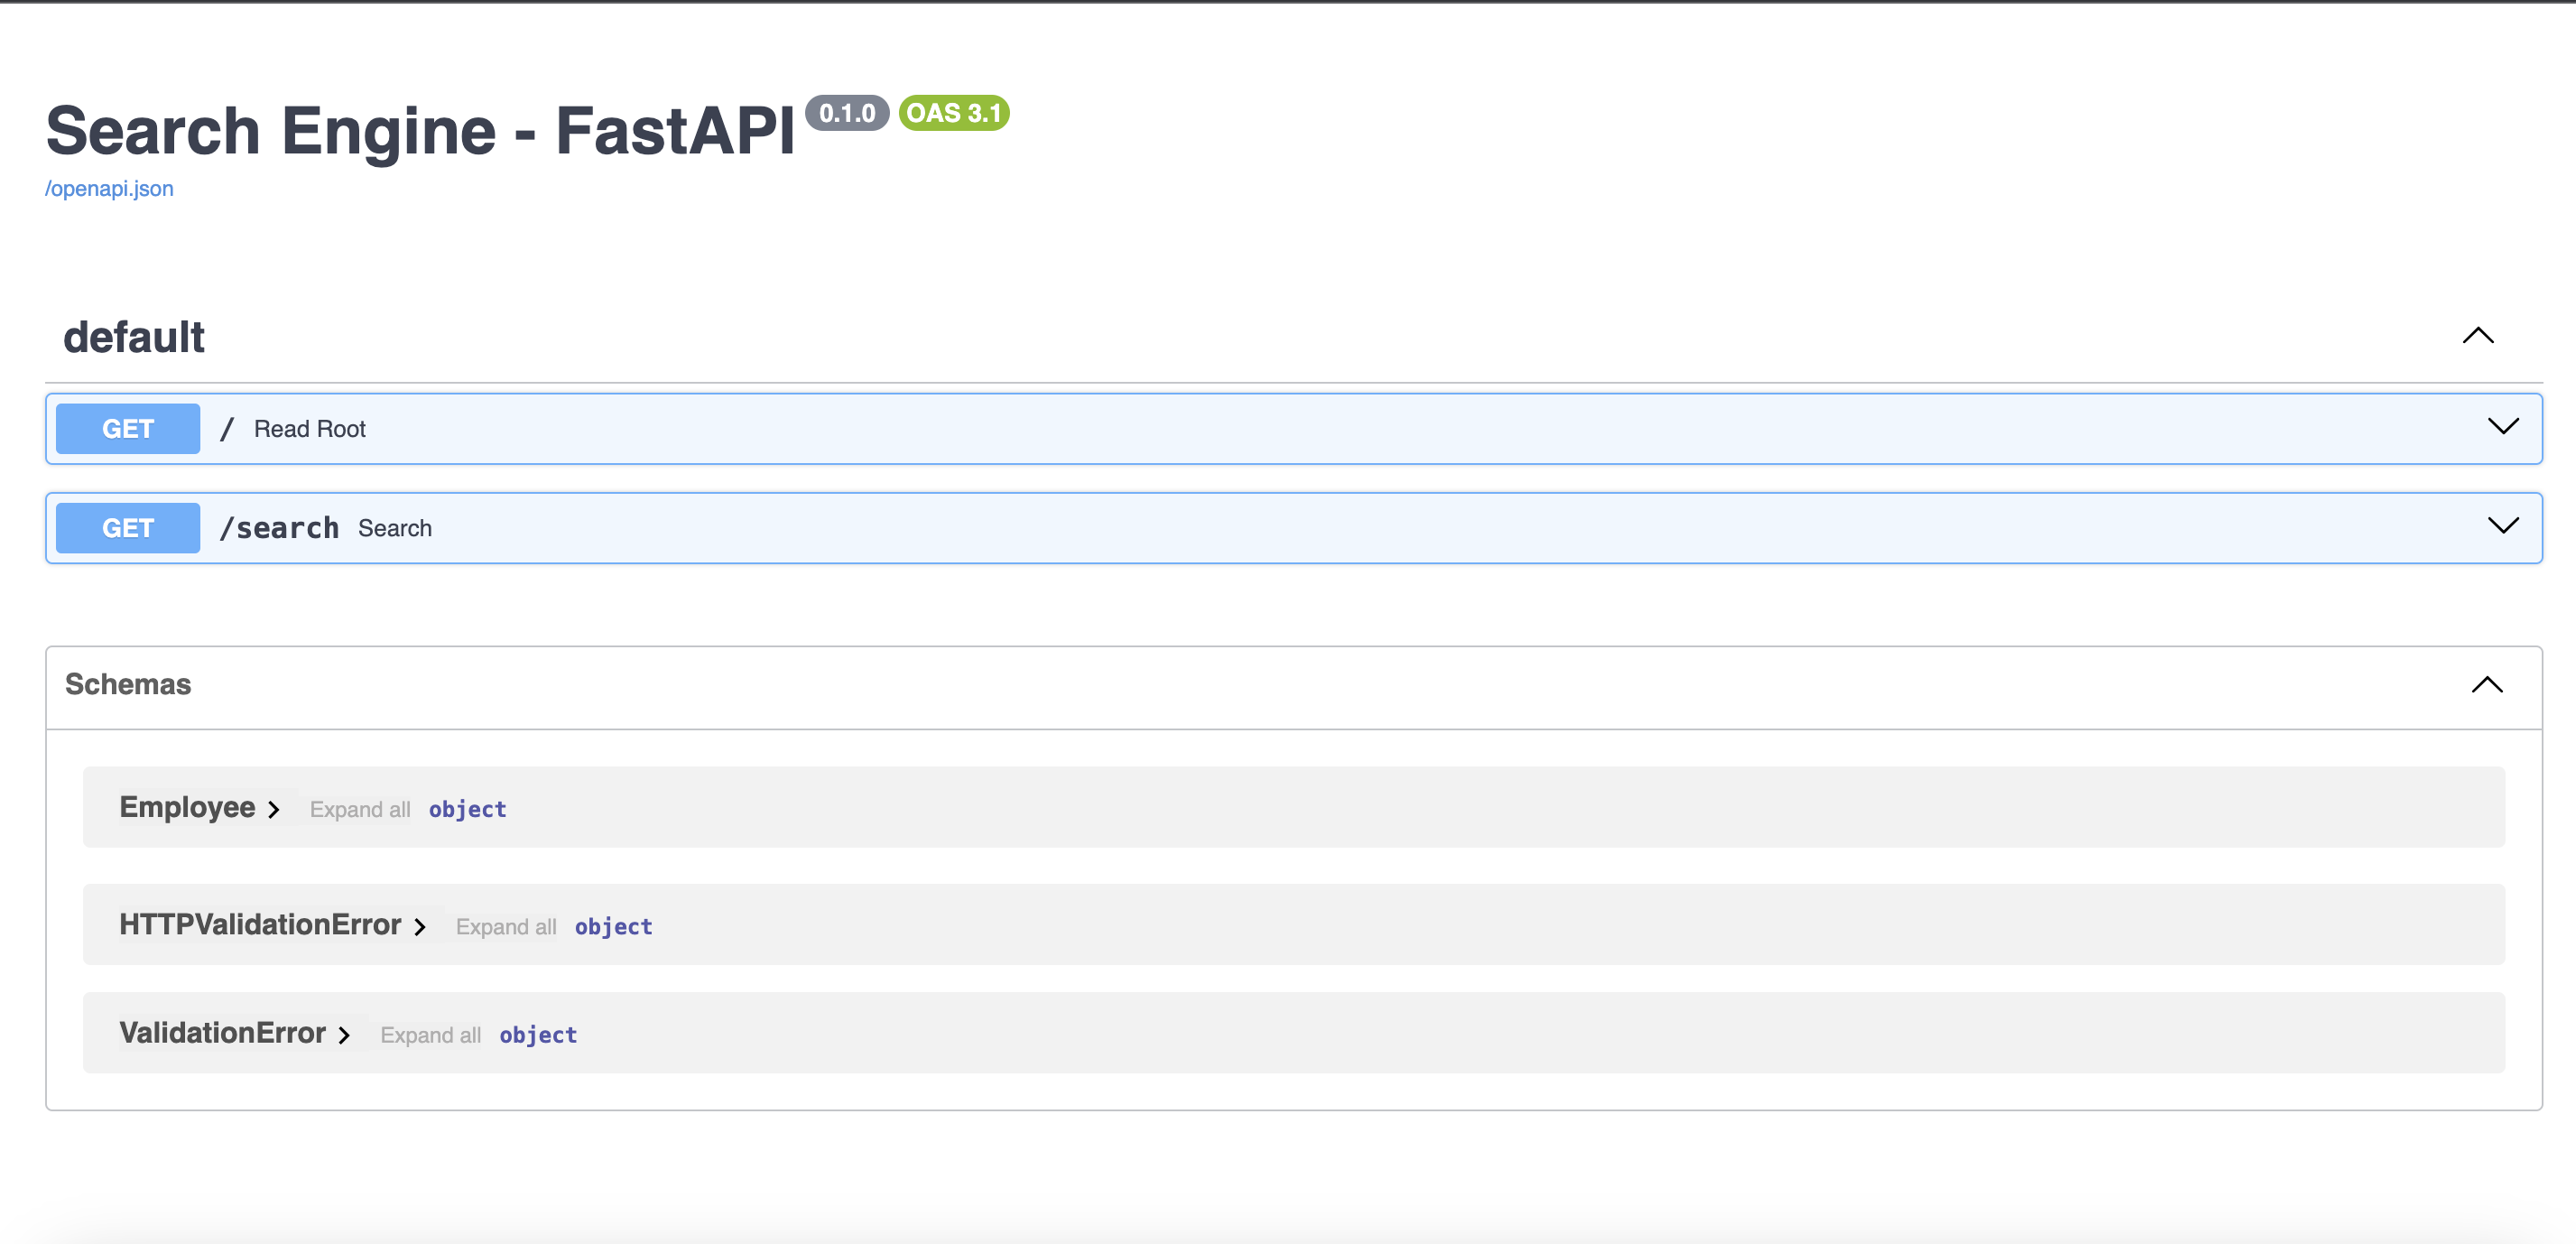 Search Engine - FastAPI 0.1.0 OAS 3.1
/openapi.json
default
GET / Read Root
GET /search Search
Schemas
Employee Expand all object
HTTPValidationError Expand all object
ValidationError Expand all object